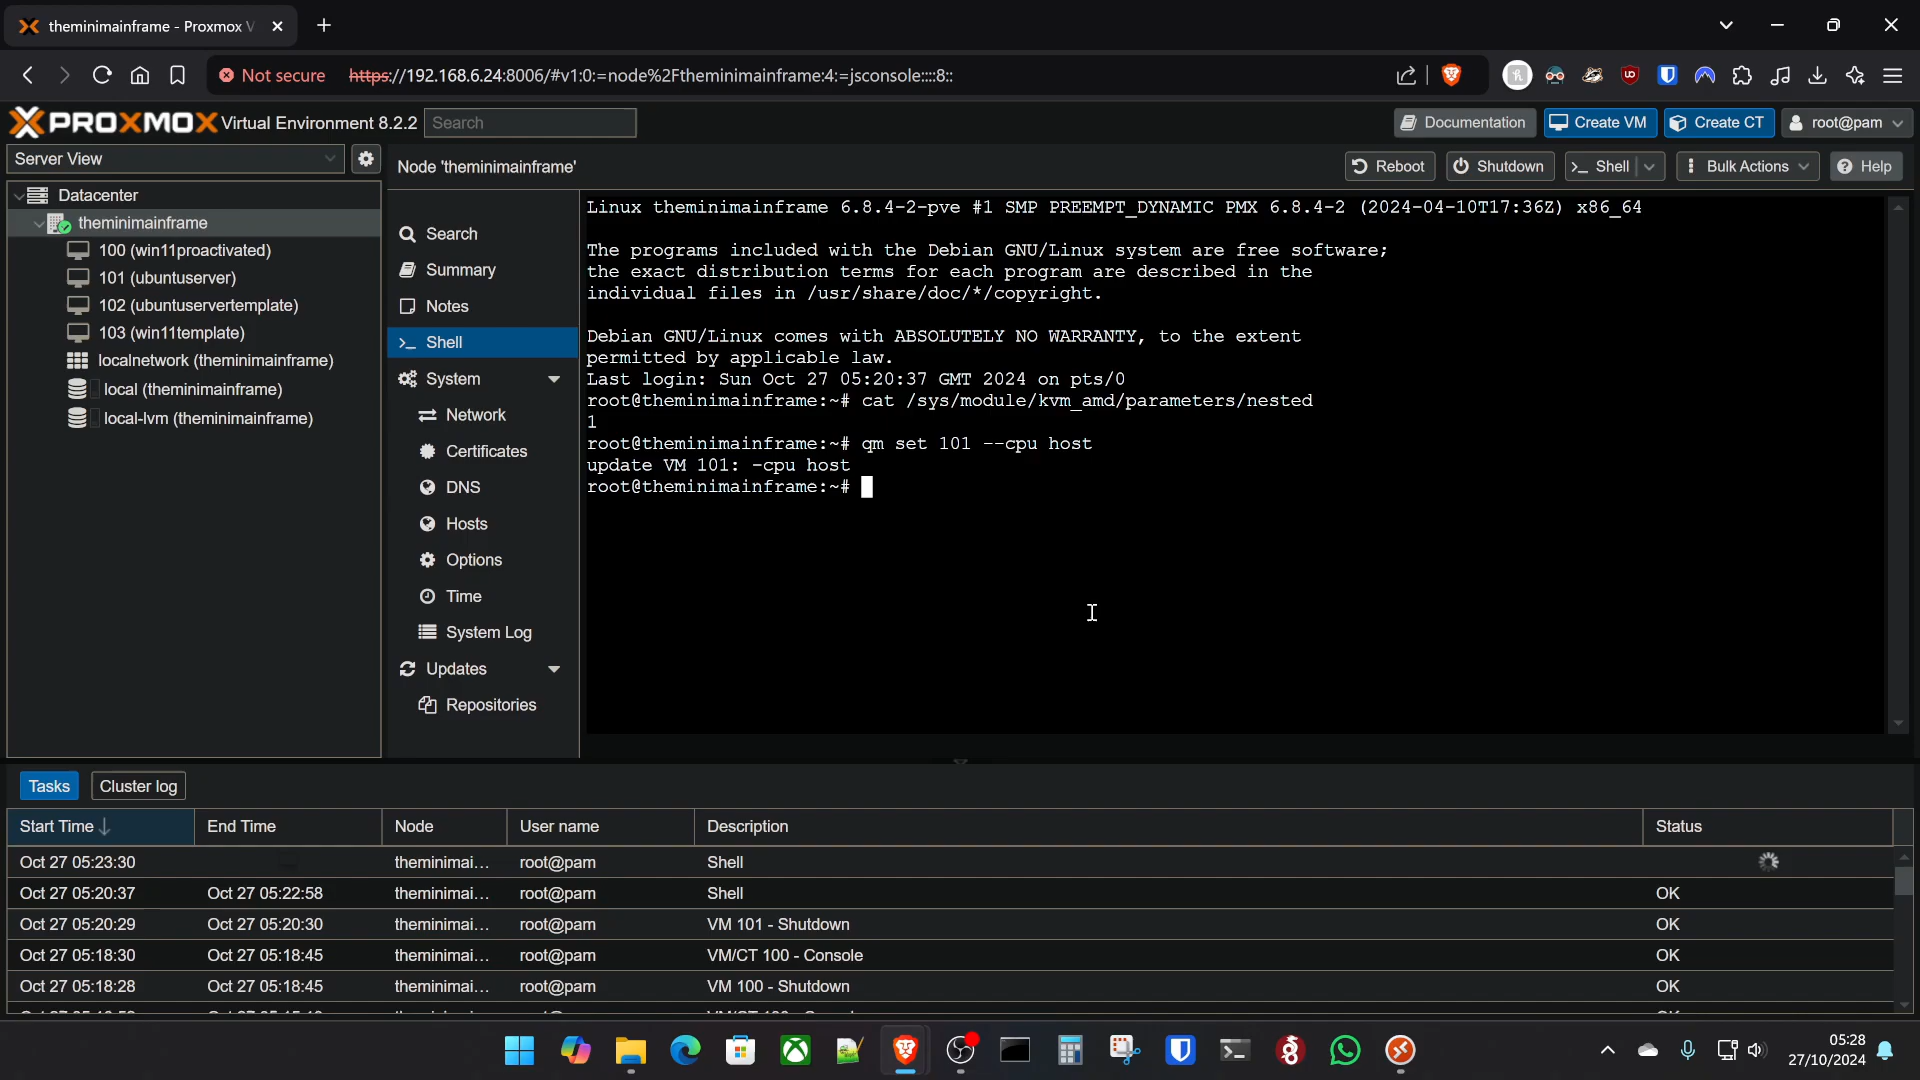 theminimainframe - Proxmox V
Not secure https://192.168.6.24:8006/#v1:0:=node%2Ftheminimainframe:4:=jsconsole::::8::
PROXMOX Virtual Environment 8.2.2 Search
Documentation Create VM Create CT root@pam
Server View
Node 'theminimainframe'
Reboot Shutdown Shell Bulk Actions Help
Datacenter
theminimainframe
100 (win11proactivated)
101 (ubuntuserver)
102 (ubuntuservertemplate)
103 (win11template)
localnetwork (theminimainframe)
local (theminimainframe)
local-lvm (theminimainframe)
Search
Summary
Notes
Shell
System
Network
Certificates
DNS
Hosts
Options
Time
System Log
Updates
Repositories
Linux theminimainframe 6.8.4-2-pve #1 SMP PREEMPT_DYNAMIC PMX 6.8.4-2 (2024-04-10T17:36Z) x86_64
The programs included with the Debian GNU/Linux system are free software;
the exact distribution terms for each program are described in the
individual files in /usr/share/doc/*/copyright.
Debian GNU/Linux comes with ABSOLUTELY NO WARRANTY, to the extent
permitted by applicable law.
Last login: Sun Oct 27 05:20:37 GMT 2024 on pts/0
root@theminimainframe:~# cat /sys/module/kvm_amd/parameters/nested
1
root@theminimainframe:~# qm set 101 --cpu host
update VM 101: -cpu host
root@theminimainframe:~#
Tasks Cluster log
Start Time End Time Node User name Description Status
Oct 27 05:23:30 theminimai... root@pam Shell
Oct 27 05:20:37 Oct 27 05:22:58 theminimai... root@pam Shell OK
Oct 27 05:20:29 Oct 27 05:20:30 theminimai... root@pam VM 101 - Shutdown OK
Oct 27 05:18:30 Oct 27 05:18:45 theminimai... root@pam VM/CT 100 - Console OK
Oct 27 05:18:28 Oct 27 05:18:45 theminimai... root@pam VM 100 - Shutdown OK
05:28
27/10/2024